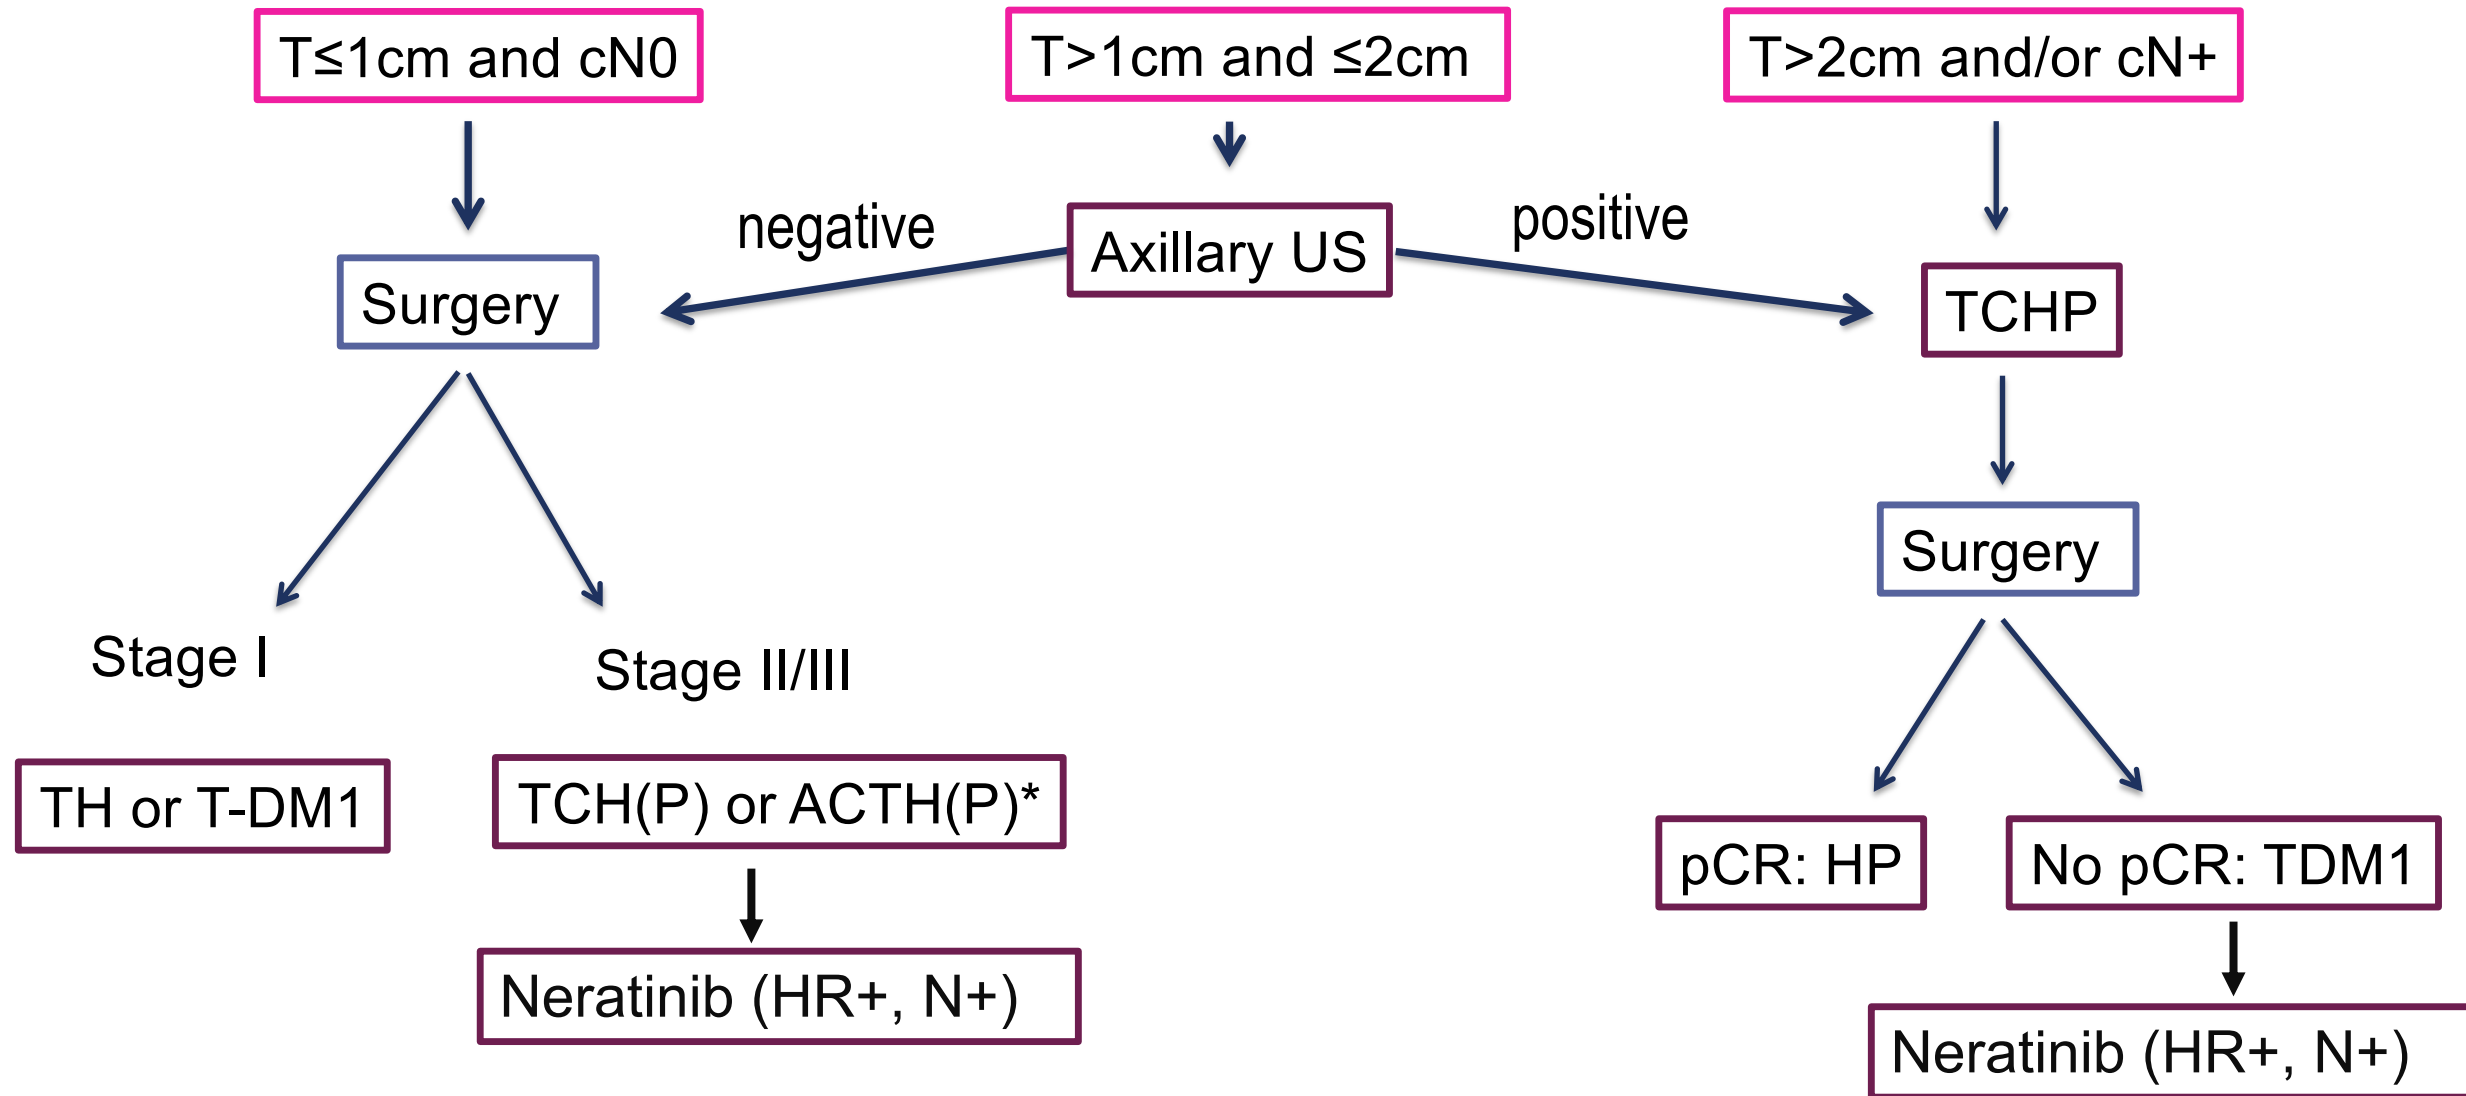 T≤1cm and cN0
T>1cm and ≤2cm
T>2cm and/or cN+
negative
Axillary US
positive
Surgery
TCHP
Surgery
Stage I
Stage II/III
TH or T-DM1
TCH(P) or ACTH(P)*
pCR: HP
No pCR: TDM1
Neratinib (HR+, N+)
Neratinib (HR+, N+)